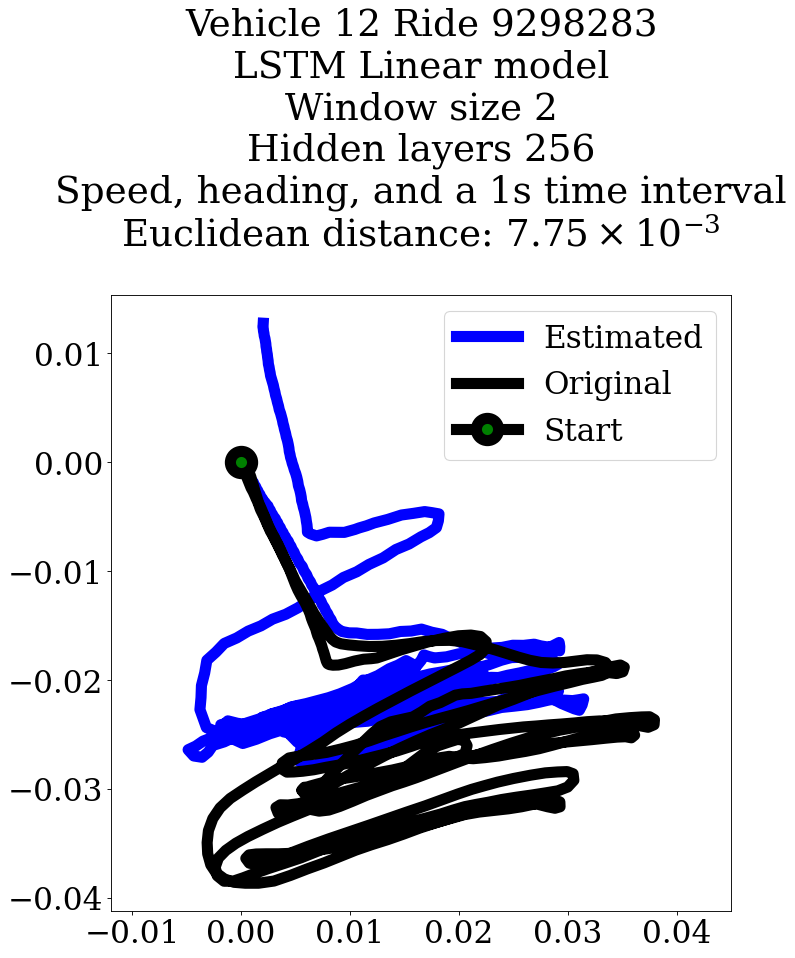 Vehicle 12 Ride 9298283
LSTM Linear model
Window size 2
Hidden layers 256
Speed, heading, and a 1s time interval
Euclidean distance: 7.75 × 10⁻³
Estimated
Original
Start
0.01
0.00
−0.01
−0.02
−0.03
−0.04
−0.01 0.00 0.01 0.02 0.03 0.04